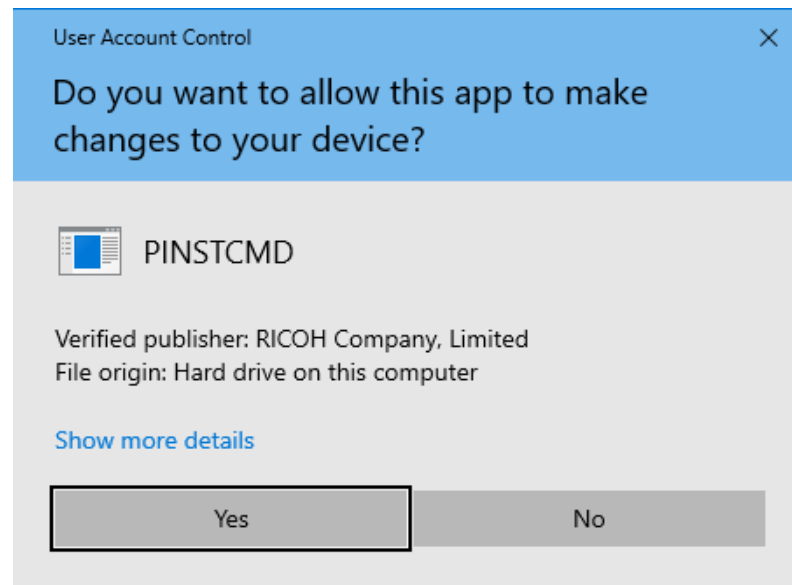 User Account Control
Do you want to allow this app to make
changes to your device?
PINSTCMD
Verified publisher: RICOH Company, Limited
File origin: Hard drive on this computer
Show more details
Yes
No